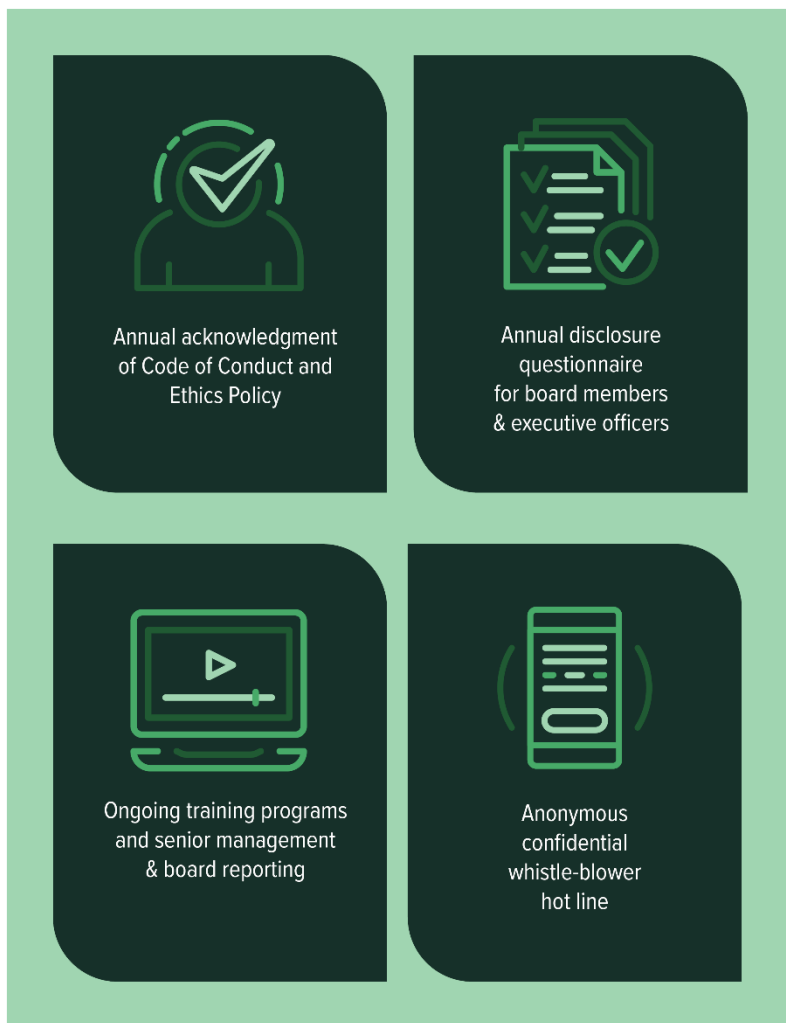 Annual acknowledgment
of Code of Conduct and
Ethics Policy
Annual disclosure
questionnaire
for board members
& executive officers
Ongoing training programs
and senior management
& board reporting
Anonymous
confidential
whistle-blower
hot line